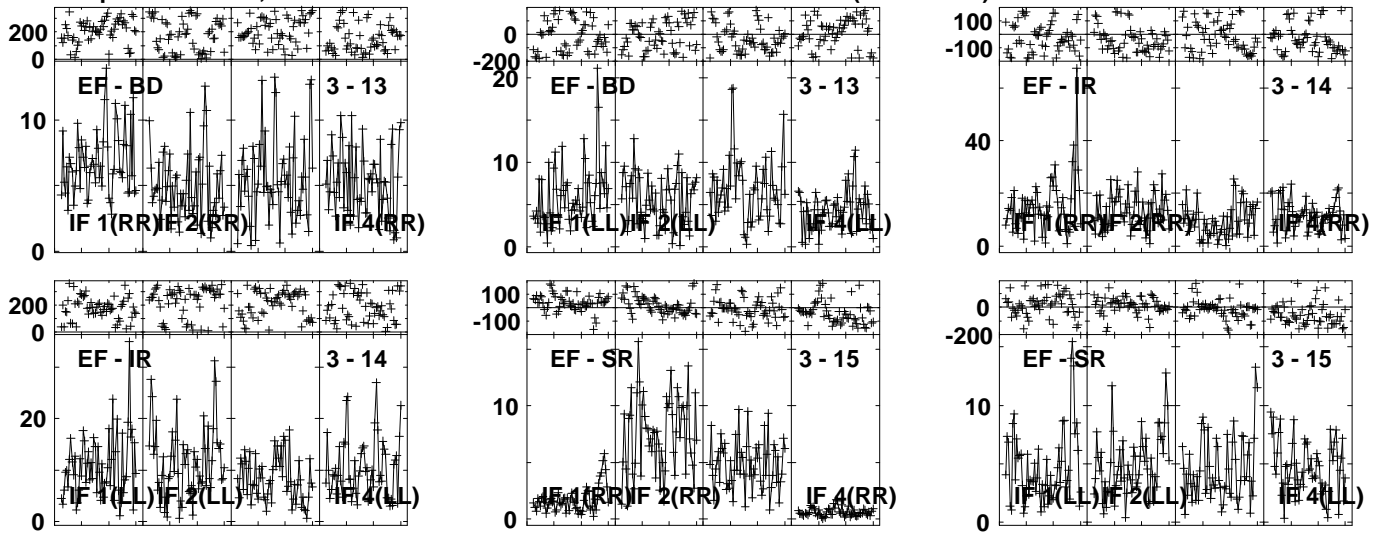 200
0
10
0
EF - BD
3 - 13
IF 1(RR)
IF 2(RR)
IF 4(RR)
0
-200
20
10
0
EF - BD
3 - 13
IF 1(LL)
IF 2(LL)
IF 4(LL)
100
-100
40
0
EF - IR
3 - 14
IF 1(RR)
IF 2(RR)
IF 4(RR)
200
0
20
0
EF - IR
3 - 14
IF 1(LL)
IF 2(LL)
IF 4(LL)
100
-100
10
0
EF - SR
3 - 15
IF 1(RR)
IF 2(RR)
IF 4(RR)
0
-200
10
0
EF - SR
3 - 15
IF 1(LL)
IF 2(LL)
IF 4(LL)